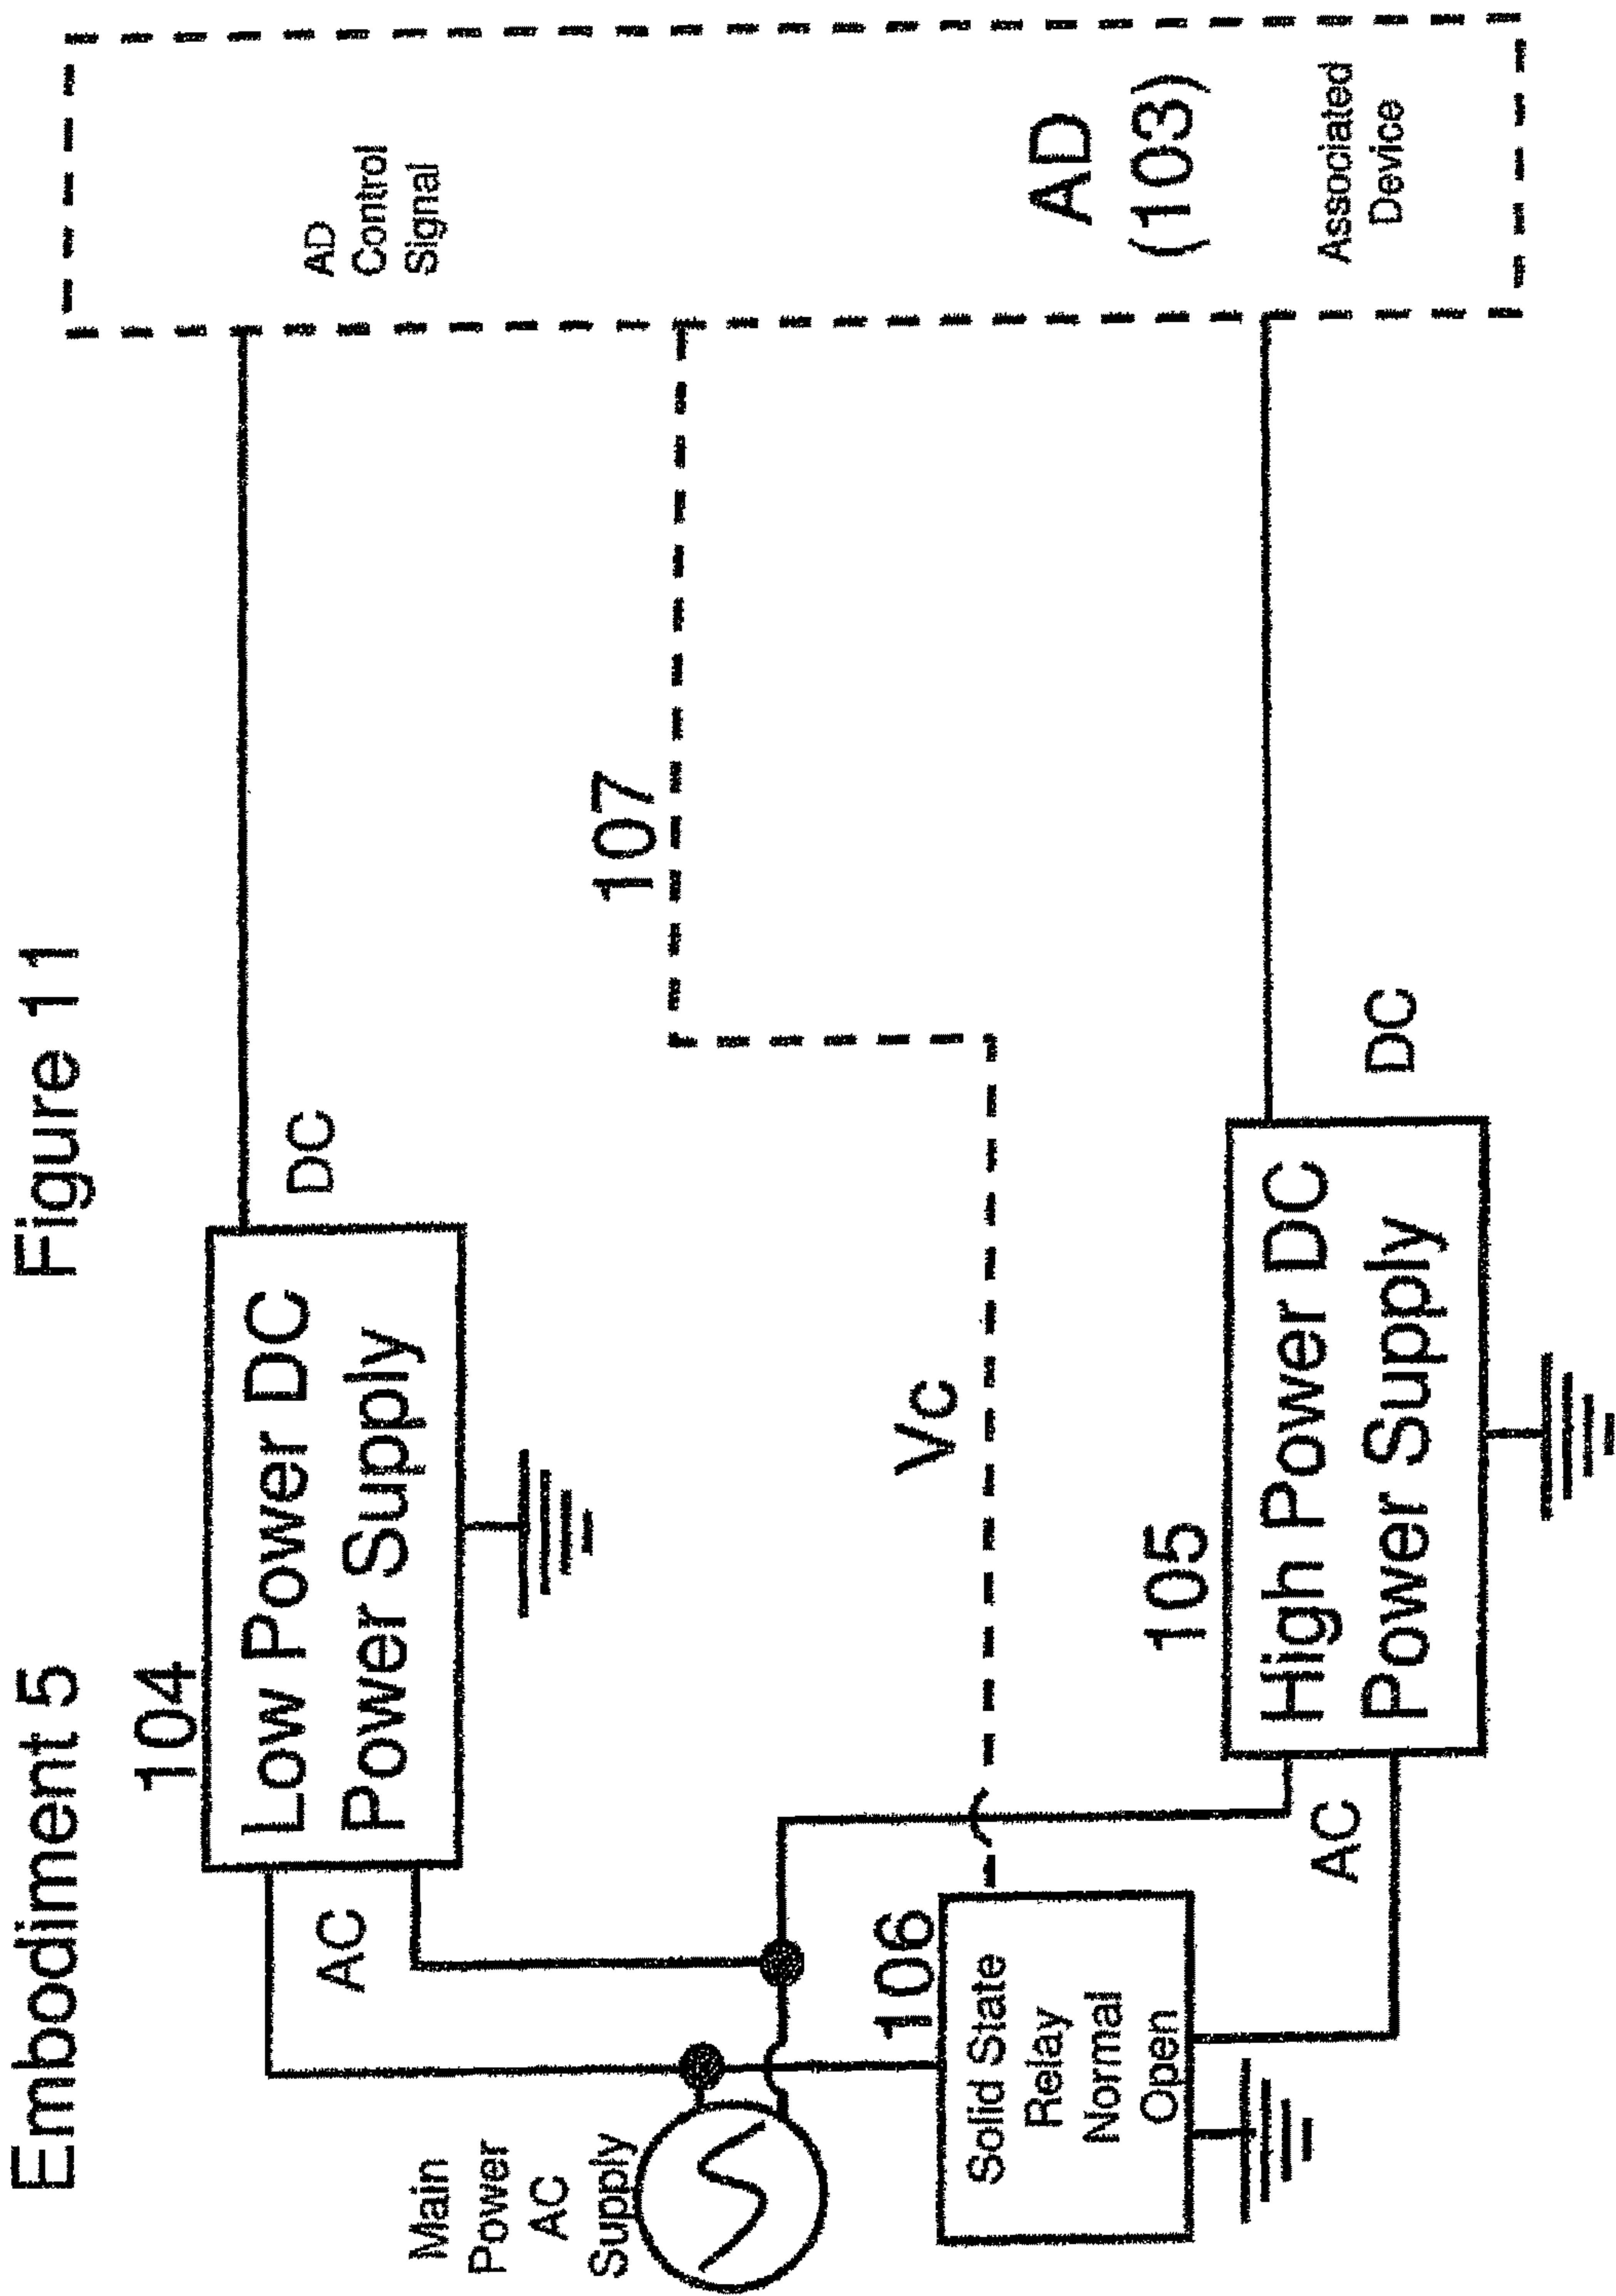 Embodiment 5
Figure 11
104
Low Power DC
Power Supply
DC
AC
AD
Control
Signal
Main
Power
AC
Supply
107
106
Solid State
Relay
Normal
Open
Vc
AD
(103)
Associated
Device
105
High Power DC
Power Supply
DC
AC